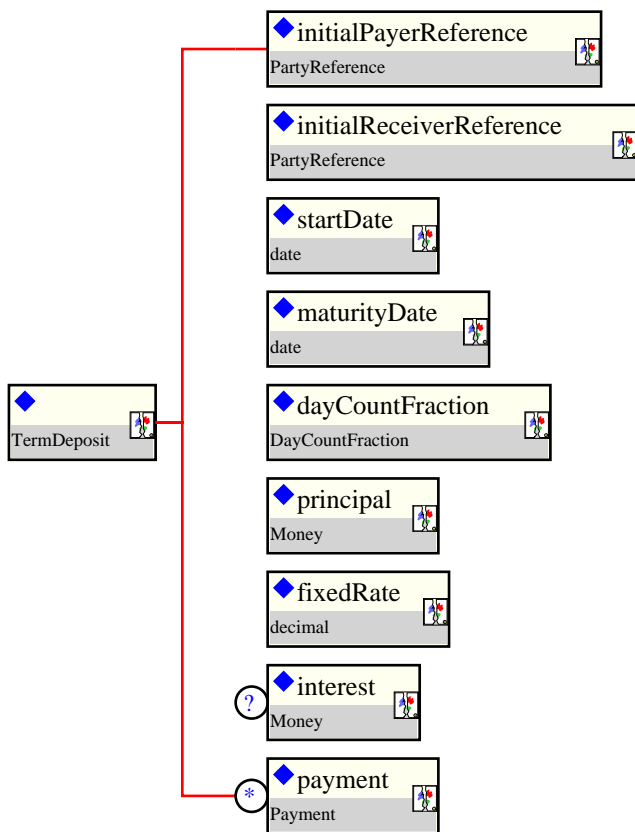 initialPayerReference
PartyReference
initialReceiverReference
PartyReference
startDate
date
maturityDate
date
TermDeposit
dayCountFraction
DayCountFraction
principal
Money
fixedRate
decimal
? interest
Money
* payment
Payment